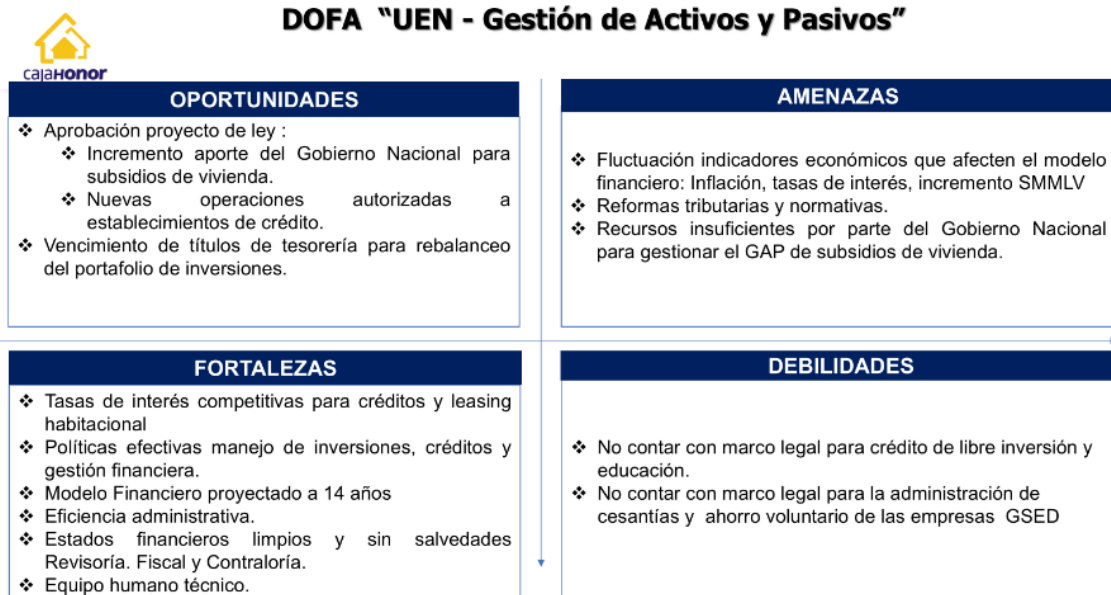 DOFA “UEN - Gestión de Activos y Pasivos”
cajaHonor
OPORTUNIDADES
❖ Aprobación proyecto de ley :
❖ Incremento aporte del Gobierno Nacional para
subsidios de vivienda.
❖ Nuevas operaciones autorizadas a
establecimientos de crédito.
❖ Vencimiento de títulos de tesorería para rebalanceo
del portafolio de inversiones.
AMENAZAS
❖ Fluctuación indicadores económicos que afecten el modelo
financiero: Inflación, tasas de interés, incremento SMMLV
❖ Reformas tributarias y normativas.
❖ Recursos insuficientes por parte del Gobierno Nacional
para gestionar el GAP de subsidios de vivienda.
FORTALEZAS
❖ Tasas de interés competitivas para créditos y leasing
habitacional
❖ Políticas efectivas manejo de inversiones, créditos y
gestión financiera.
❖ Modelo Financiero proyectado a 14 años
❖ Eficiencia administrativa.
❖ Estados financieros limpios y sin salvedades
Revisoría. Fiscal y Contraloría.
❖ Equipo humano técnico.
DEBILIDADES
❖ No contar con marco legal para crédito de libre inversión y
educación.
❖ No contar con marco legal para la administración de
cesantías y ahorro voluntario de las empresas GSED